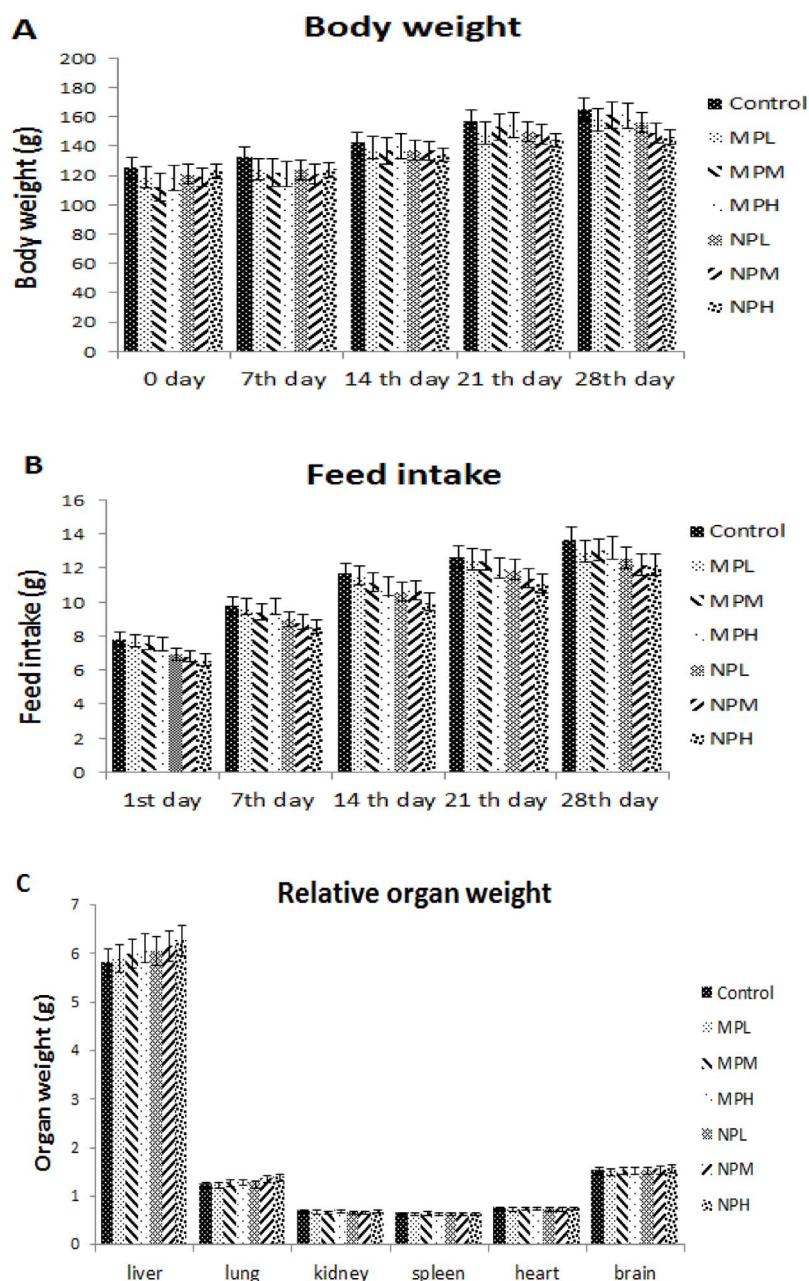 A
Body weight
Body weight (g)
200
180
160
140
120
100
80
60
40
20
0
0 day 7th day 14 th day 21 th day 28th day
Control
MPL
MPM
MPH
NPL
NPM
NPH
B
Feed intake
Feed intake (g)
16
14
12
10
8
6
4
2
0
1st day 7th day 14 th day 21 th day 28th day
Control
MPL
MPM
MPH
NPL
NPM
NPH
C
Relative organ weight
Organ weight (g)
7
6
5
4
3
2
1
0
liver lung kidney spleen heart brain
Control
MPL
MPM
MPH
NPL
NPM
NPH